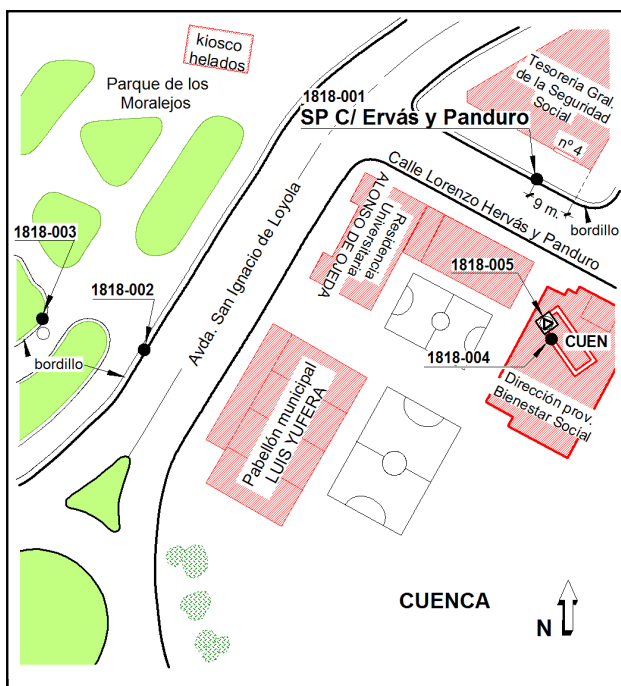 kiosco
helados
Parque de los
Moralejos
1818-001
SP C/ Ervás y Panduro
Tesoreria Gral.
de la Seguridad
Social
nº 4
9 m.
bordillo
Calle Lorenzo Hervás y Panduro
Residencia
Universitaria
ALONSO DE OJEDA
1818-003
1818-002
bordillo
Avda. San Ignacio de Loyola
1818-005
1818-004
CUEN
Dirección prov.
Bienestar Social
Pabellón municipal
LUIS YUFERA
CUENCA
N